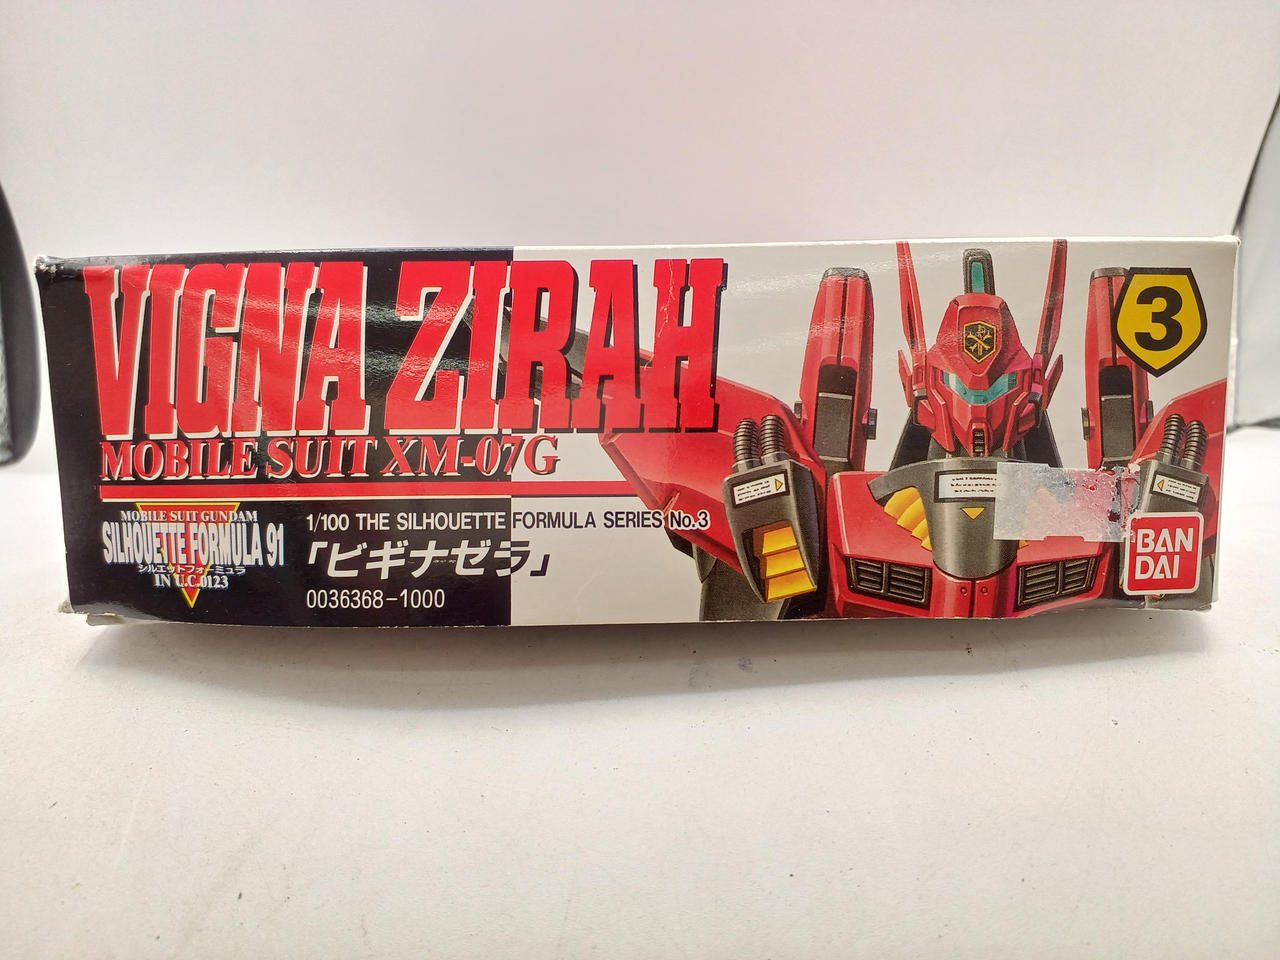 VIGNA ZIRAH
MOBILE SUIT XM-07G
MOBILE SUIT GUNDAM
SILHOUETTE FORMULA 91
シルエットフォーミュラ
IN U.C.0123
1/100 THE SILHOUETTE FORMULA SERIES No.3
「ビギナゼラ」
0036368-1000
3
BAN
DAI